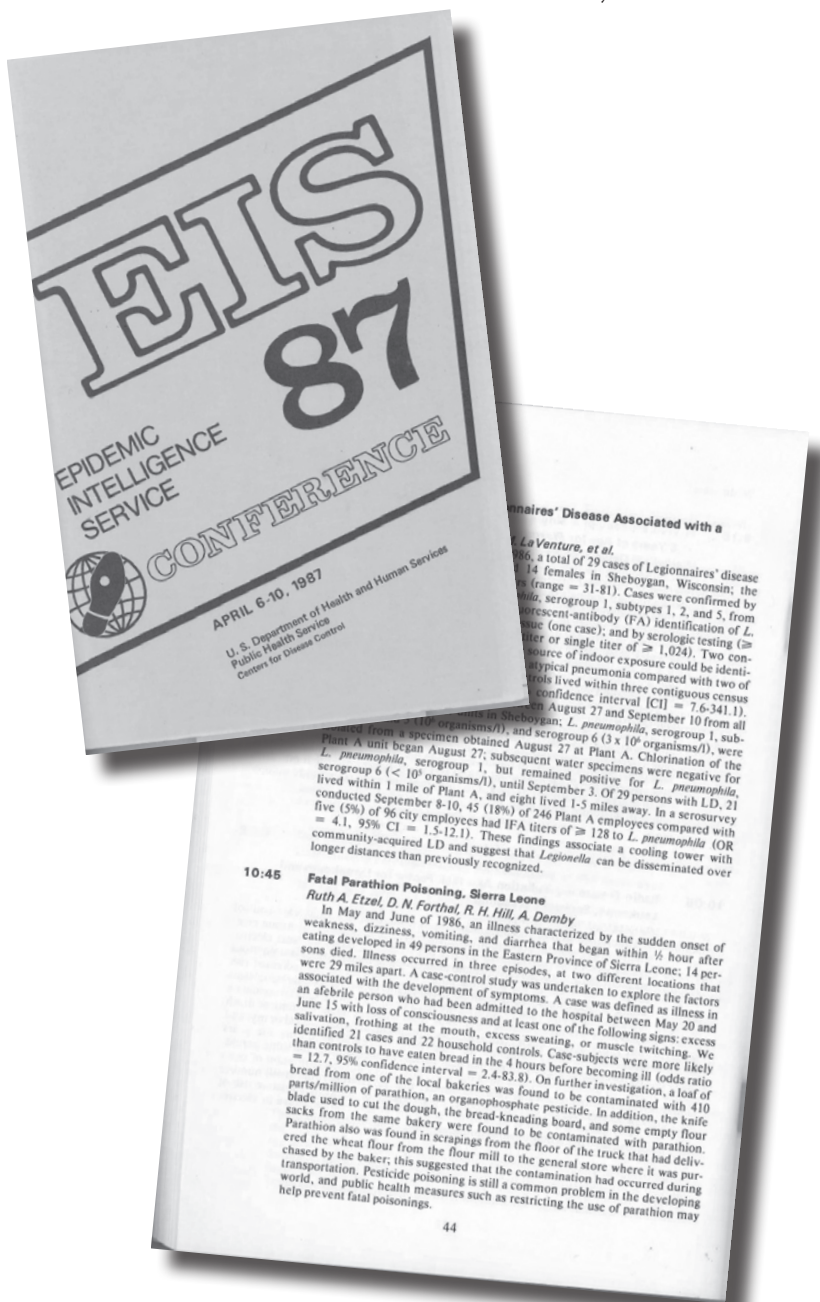 EIS
87
EPIDEMIC
INTELLIGENCE
SERVICE
CONFERENCE
APRIL 6-10, 1987
U. S. Department of Health and Human Services
Public Health Service
Centers for Disease Control
nnaires' Disease Associated with a
LaVenture, et al.
986, a total of 29 cases of Legionnaires' disease
14 females in Sheboygan, Wisconsin; the
rs (range = 31-81). Cases were confirmed by
hila, serogroup 1, subtypes 1, 2, and 5, from
orescent-antibody (FA) identification of L.
sue (one case); and by serologic testing (≥
titer or single titer of ≥ 1,024). Two con-
source of indoor exposure could be identi-
atypical pneumonia compared with two of
trols lived within three contiguous census
confidence interval [CI] = 7.6-341.1).
en August 27 and September 10 from all
nts in Sheboygan; L. pneumophila, serogroup 1, sub-
organisms/l), and serogroup 6 (3 x 10⁶ organisms/l), were
from a specimen obtained August 27 at Plant A. Chlorination of the
Plant A unit began August 27; subsequent water specimens were negative for
L. pneumophila, serogroup 1, but remained positive for L. pneumophila,
serogroup 6 (< 10⁵ organisms/l), until September 3. Of 29 persons with LD, 21
lived within 1 mile of Plant A, and eight lived 1-5 miles away. In a serosurvey
conducted September 8-10, 45 (18%) of 246 Plant A employees compared with
five (5%) of 96 city employees had IFA titers of ≥ 128 to L. pneumophila (OR
= 4.1, 95% CI = 1.5-12.1). These findings associate a cooling tower with
community-acquired LD and suggest that Legionella can be disseminated over
longer distances than previously recognized.
10:45 Fatal Parathion Poisoning, Sierra Leone
Ruth A. Etzel, D. N. Forthal, R. H. Hill, A. Demby
In May and June of 1986, an illness characterized by the sudden onset of
weakness, dizziness, vomiting, and diarrhea that began within ½ hour after
eating developed in 49 persons in the Eastern Province of Sierra Leone; 14 per-
sons died. Illness occurred in three episodes, at two different locations that
were 29 miles apart. A case-control study was undertaken to explore the factors
associated with the development of symptoms. A case was defined as illness in
an afebrile person who had been admitted to the hospital between May 20 and
June 15 with loss of consciousness and at least one of the following signs: excess
salivation, frothing at the mouth, excess sweating, or muscle twitching. We
identified 21 cases and 22 household controls. Case-subjects were more likely
than controls to have eaten bread in the 4 hours before becoming ill (odds ratio
= 12.7, 95% confidence interval = 2.4-83.8). On further investigation, a loaf of
bread from one of the local bakeries was found to be contaminated with 410
parts/million of parathion, an organophosphate pesticide. In addition, the knife
blade used to cut the dough, the bread-kneading board, and some empty flour
sacks from the same bakery were found to be contaminated with parathion.
Parathion also was found in scrapings from the floor of the truck that had deliv-
ered the wheat flour from the flour mill to the general store where it was pur-
chased by the baker; this suggested that the contamination had occurred during
transportation. Pesticide poisoning is still a common problem in the developing
world, and public health measures such as restricting the use of parathion may
help prevent fatal poisonings.
44